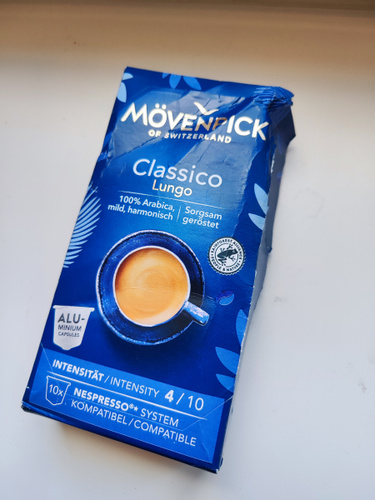 MÖVENPICK
OF SWITZERLAND
Classico
Lungo
100% Arabica,
mild, harmonisch
Sorgsam
geröstet
ALU-
MINIUM
CAPSULES
INTENSITÄT / INTENSITY 4 / 10
10x
NESPRESSO®* SYSTEM
KOMPATIBEL / COMPATIBLE